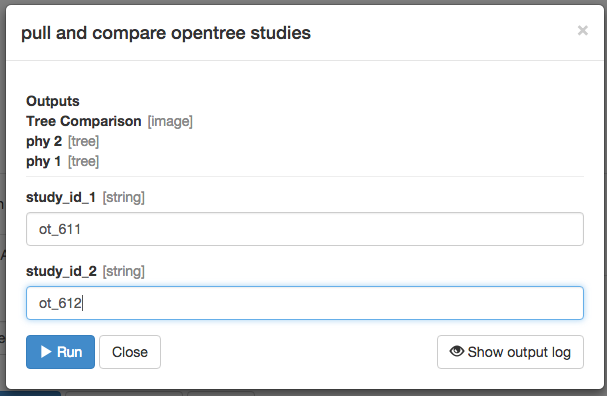 pull and compare opentree studies
×
Outputs
Tree Comparison [image]
phy 2 [tree]
phy 1 [tree]
study_id_1 [string]
ot_611
study_id_2 [string]
ot_612
Run Close Show output log